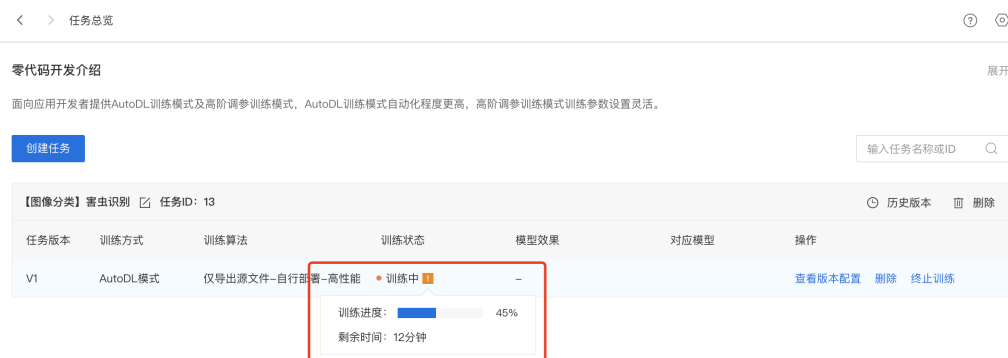 任务总览
零代码开发介绍
展开
面向应用开发者提供AutoDL训练模式及高阶调参训练模式，AutoDL训练模式自动化程度更高，高阶调参训练模式训练参数设置灵活。
创建任务
输入任务名称或ID
【图像分类】害虫识别 任务ID：13 历史版本 删除
任务版本 训练方式 训练算法 训练状态 模型效果 对应模型 操作
V1 AutoDL模式 仅导出源文件-自行部署-高性能 训练中 ! - 查看版本配置 删除 终止训练
训练进度： 45%
剩余时间：12分钟